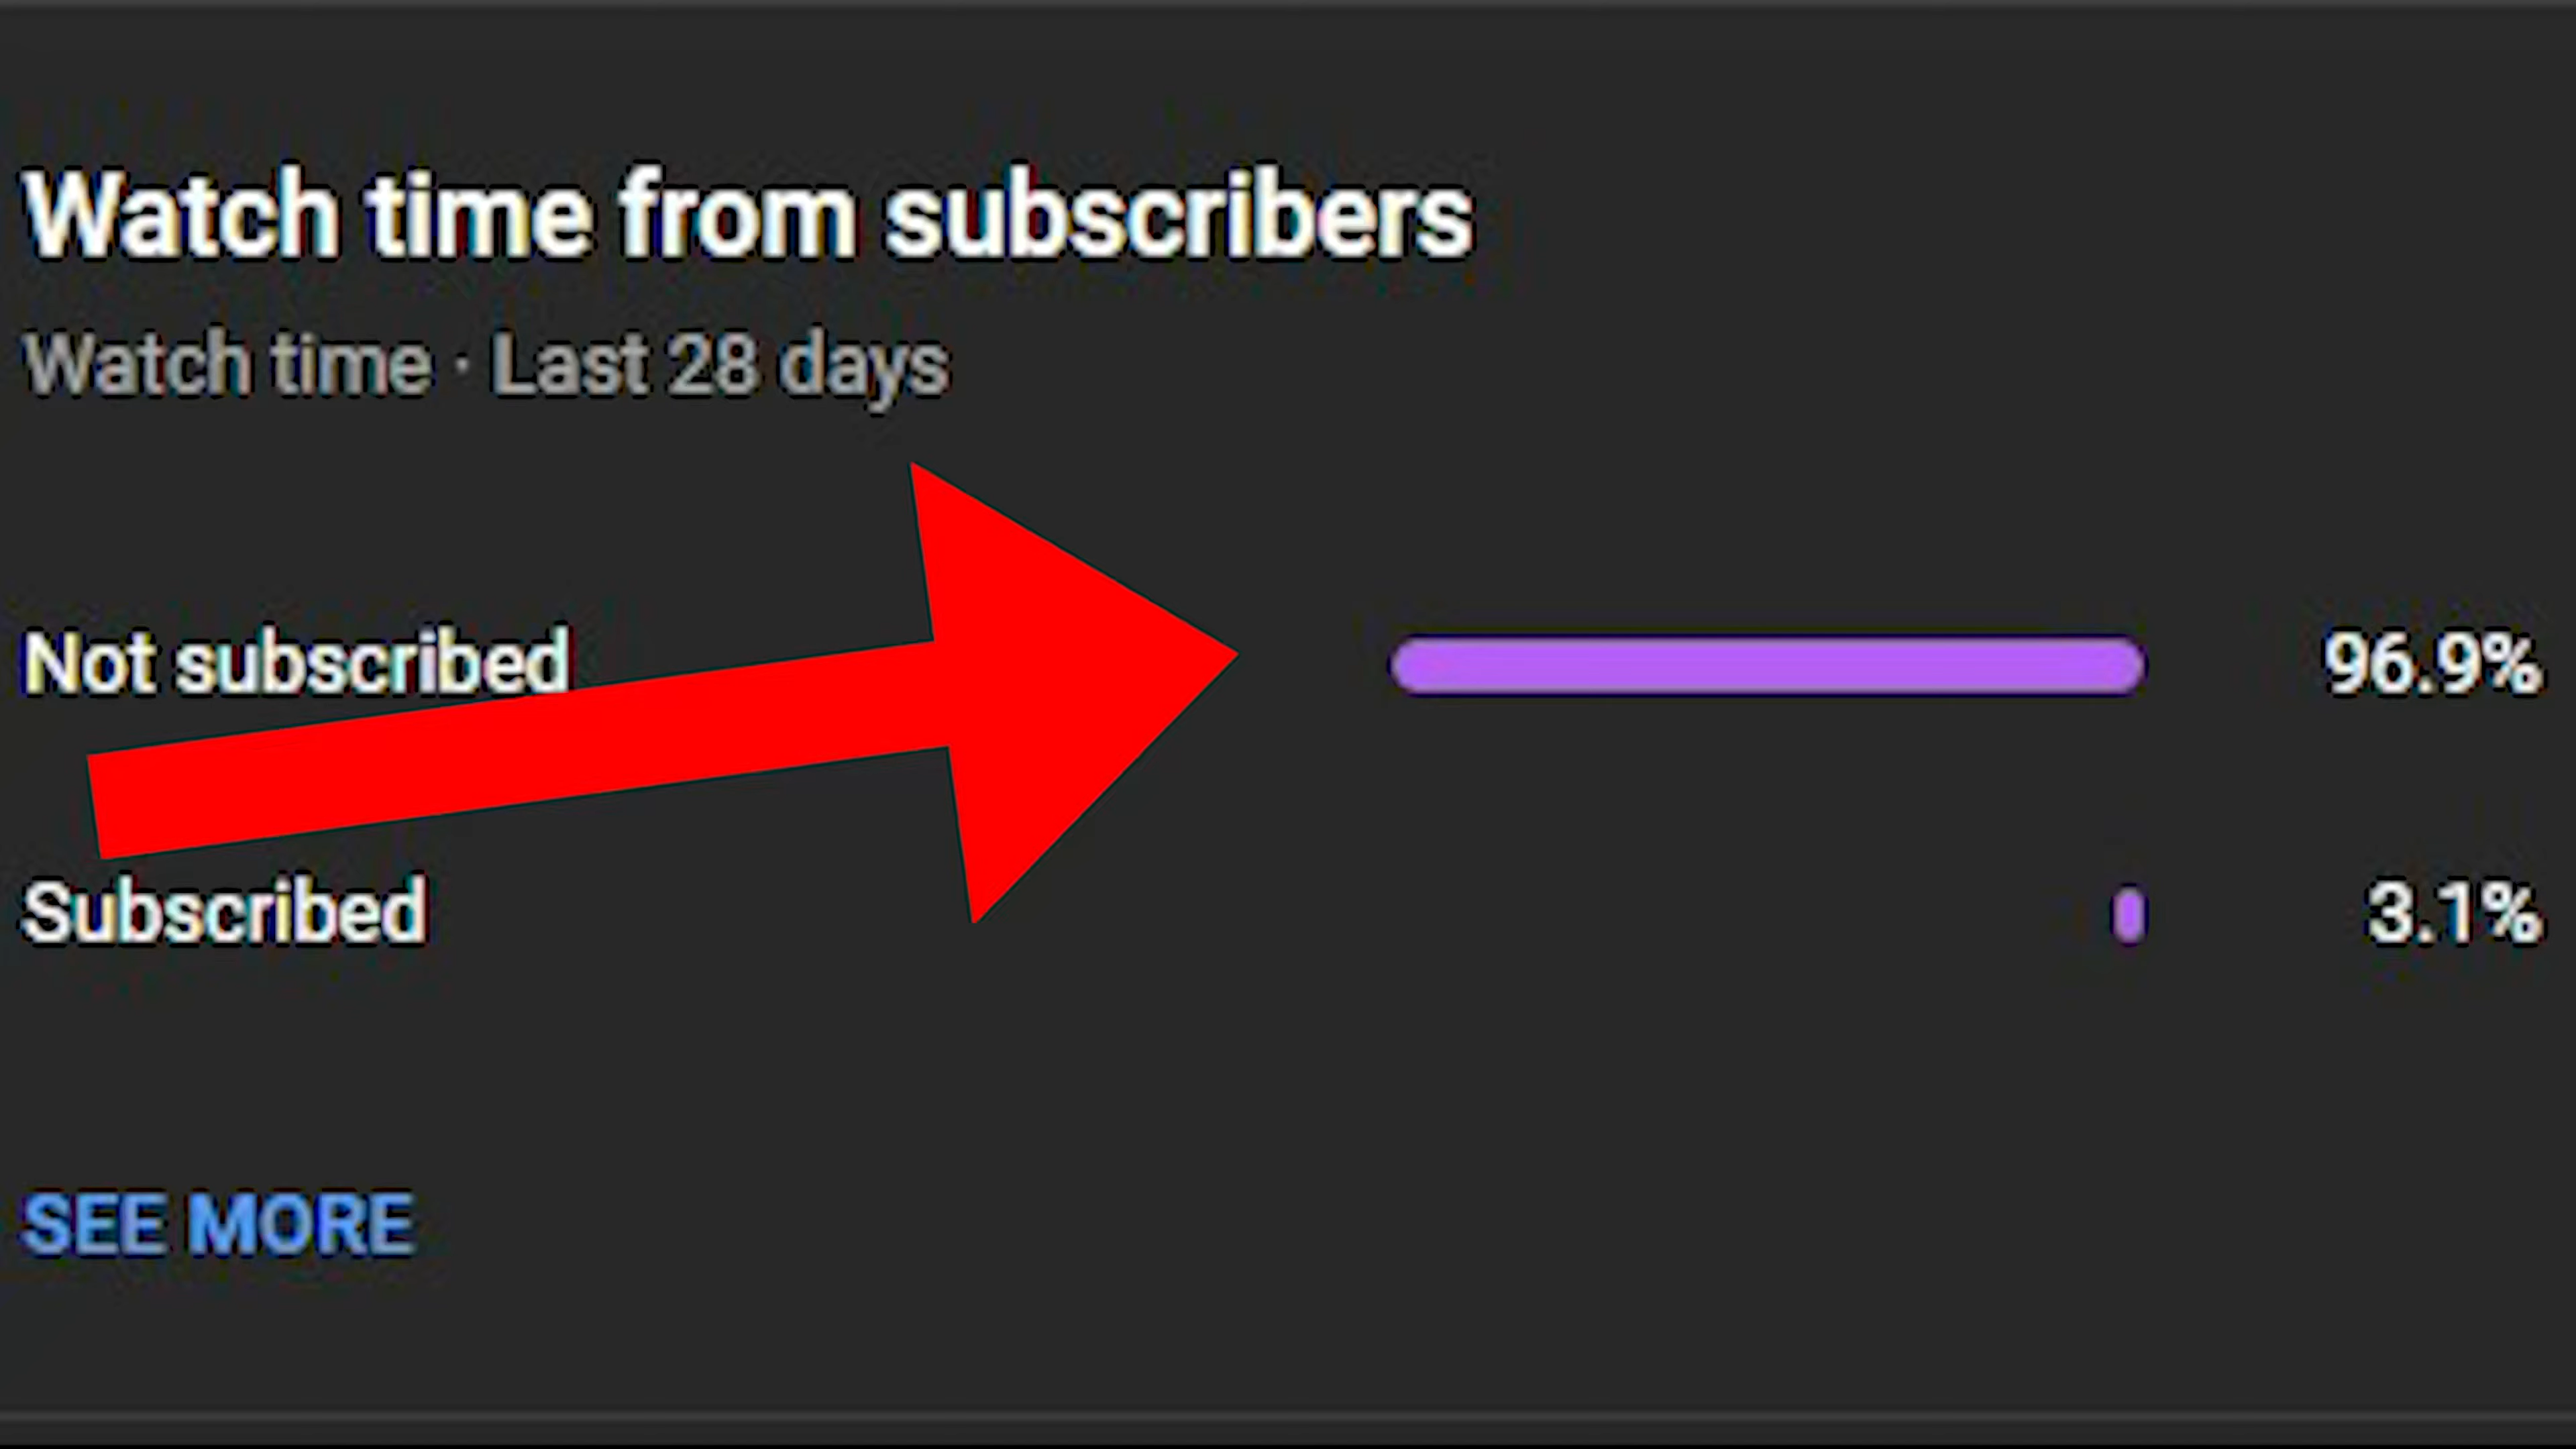 Watch time from subscribers
Watch time · Last 28 days
Not subscribed 96.9%
Subscribed 3.1%
SEE MORE